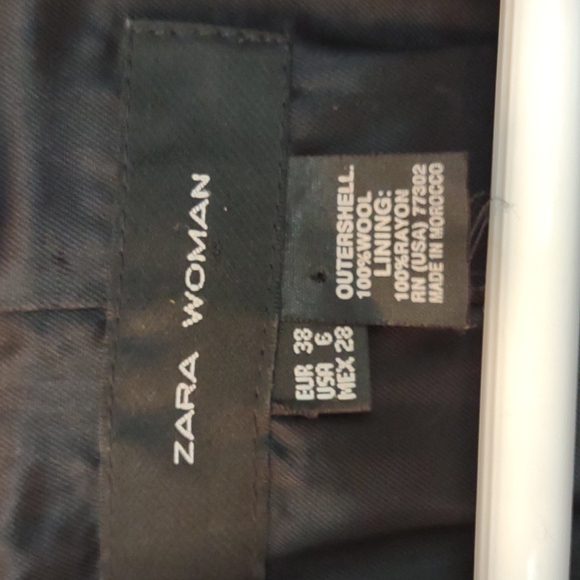 ZARA WOMAN
OUTERSHELL:
100%WOOL
LINING:
100%RAYON
RN (USA) 77302
MADE IN MOROCCO
EUR 38
USA 6
MEX 28